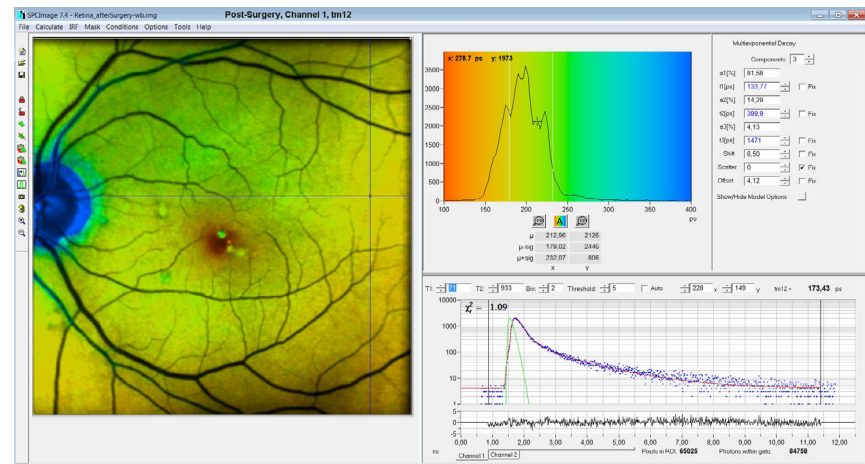 SPCImage 7.4 - Retina_afterSurgery-wb.img
Post-Surgery, Channel 1, tm12
File Calculate IRF Mask Conditions Options Tools Help
x: 278.7 ps y: 1973
3500
3000
2500
2000
1500
1000
500
0
100 150 200 250 300 350 400
ps
A
μ 212,96 2126
μ-sig 179,02 2446
μ+sig 232,07 806
x y
Multiexponential Decay
Components: 3
a1[%] 81,58
t1[ps] 133,77 Fix
a2[%] 14,29
t2[ps] 399,9 Fix
a3[%] 4,13
t3[ps] 1471 Fix
Shift 6,50 Fix
Scatter 0 Fix
Offset 4,12 Fix
Show/Hide Model Options
T1: 71 T2: 933 Bin: 2 Threshold: 5 Auto 228 x 149 y tm12 = 173,43 ps
χr² = 1.09
10000
1000
100
10
1
5
0
-5
0,00 1,00 2,00 3,00 4,00 5,00 6,00 7,00 8,00 9,00 10,00 11,00 12,00
ns
Channel 1 Channel 2
Pixels in ROI: 65025 Photons within gate: 84758